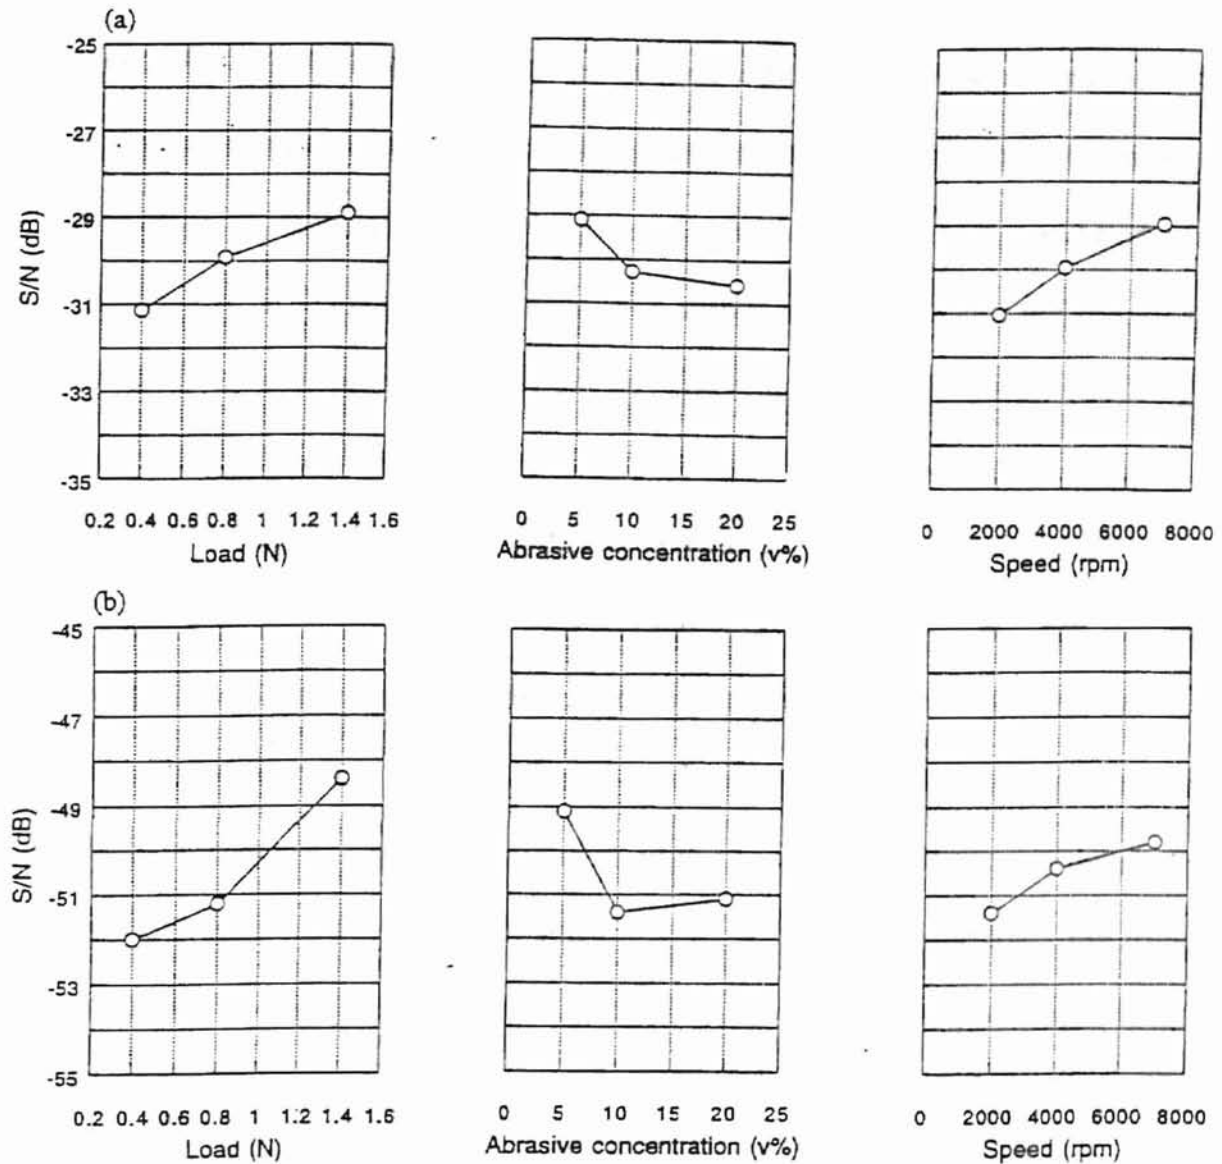 (a)
-25
-27
-29
-31
-33
-35
S/N (dB)
0.2 0.4 0.6 0.8 1 1.2 1.4 1.6
Load (N)
0 5 10 15 20 25
Abrasive concentration (v%)
0 2000 4000 6000 8000
Speed (rpm)
(b)
-45
-47
-49
-51
-53
-55
S/N (dB)
0.2 0.4 0.6 0.8 1 1.2 1.4 1.6
Load (N)
0 5 10 15 20 25
Abrasive concentration (v%)
0 2000 4000 6000 8000
Speed (rpm)